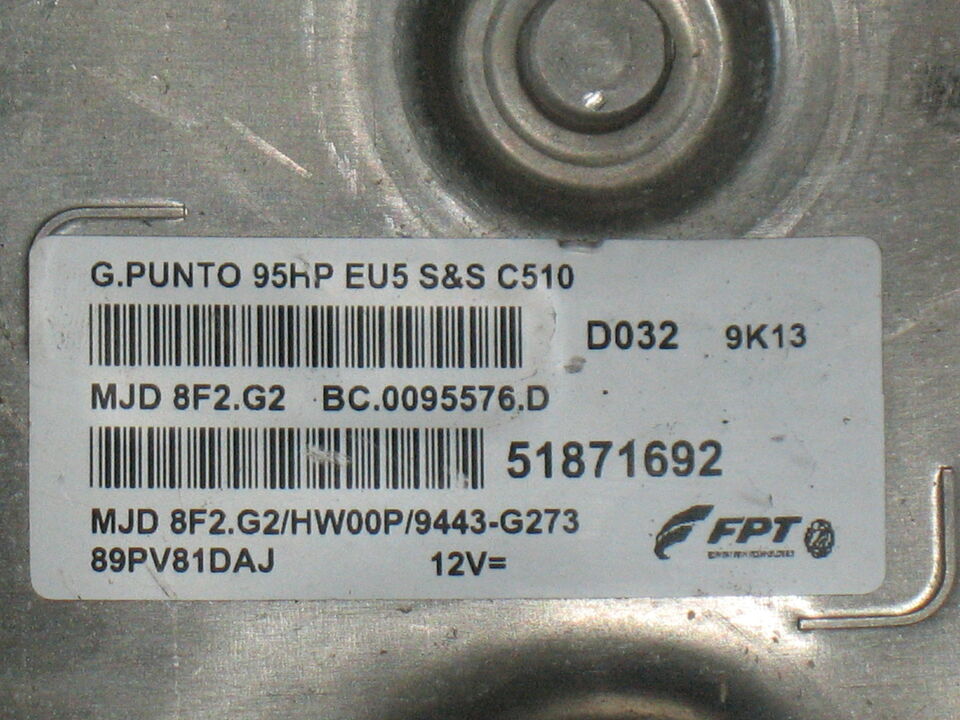 G.PUNTO 95HP EU5 S&S C510
D032 9K13
MJD 8F2.G2 BC.0095576.D
51871692
MJD 8F2.G2/HW00P/9443-G273
FPT
89PV81DAJ 12V=